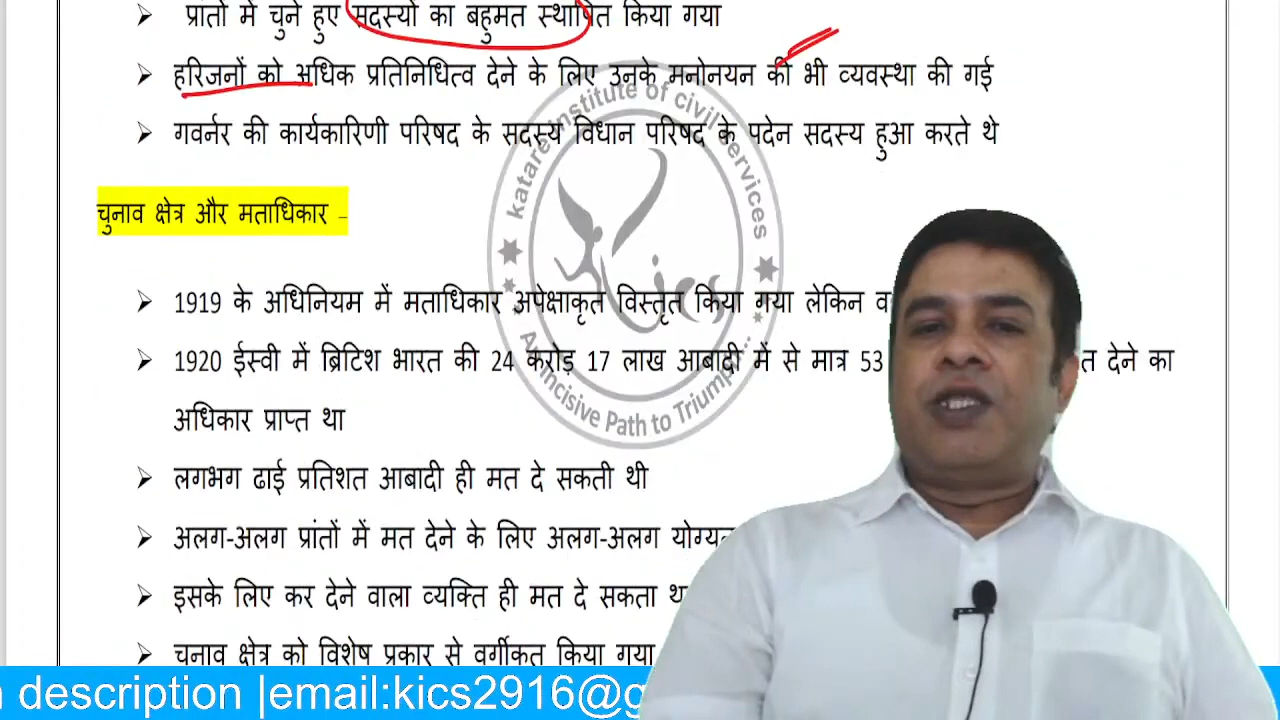 प्रांतों में चुने हुए सदस्यों का बहुमत स्थापित किया गया
हरिजनों को अधिक प्रतिनिधित्व देने के लिए उनके मनोनयन की भी व्यवस्था की गई
गवर्नर की कार्यकारिणी परिषद के सदस्य विधान परिषद के पदेन सदस्य हुआ करते थे
चुनाव क्षेत्र और मताधिकार –
1919 के अधिनियम में मताधिकार अपेक्षाकृत विस्तृत किया गया लेकिन
1920 ईस्वी में ब्रिटिश भारत की 24 करोड़ 17 लाख आबादी में से मात्र 53 देने का
अधिकार प्राप्त था
लगभग ढाई प्रतिशत आबादी ही मत दे सकती थी
अलग-अलग प्रांतों में मत देने के लिए अलग-अलग
इसके लिए कर देने वाला व्यक्ति ही मत दे सकता
चुनाव क्षेत्र को विशेष प्रकार से वर्गीकृत किया गया
katare institute of civil services
kics
An Incisive Path to Triumph...
description |email:kics2916@g